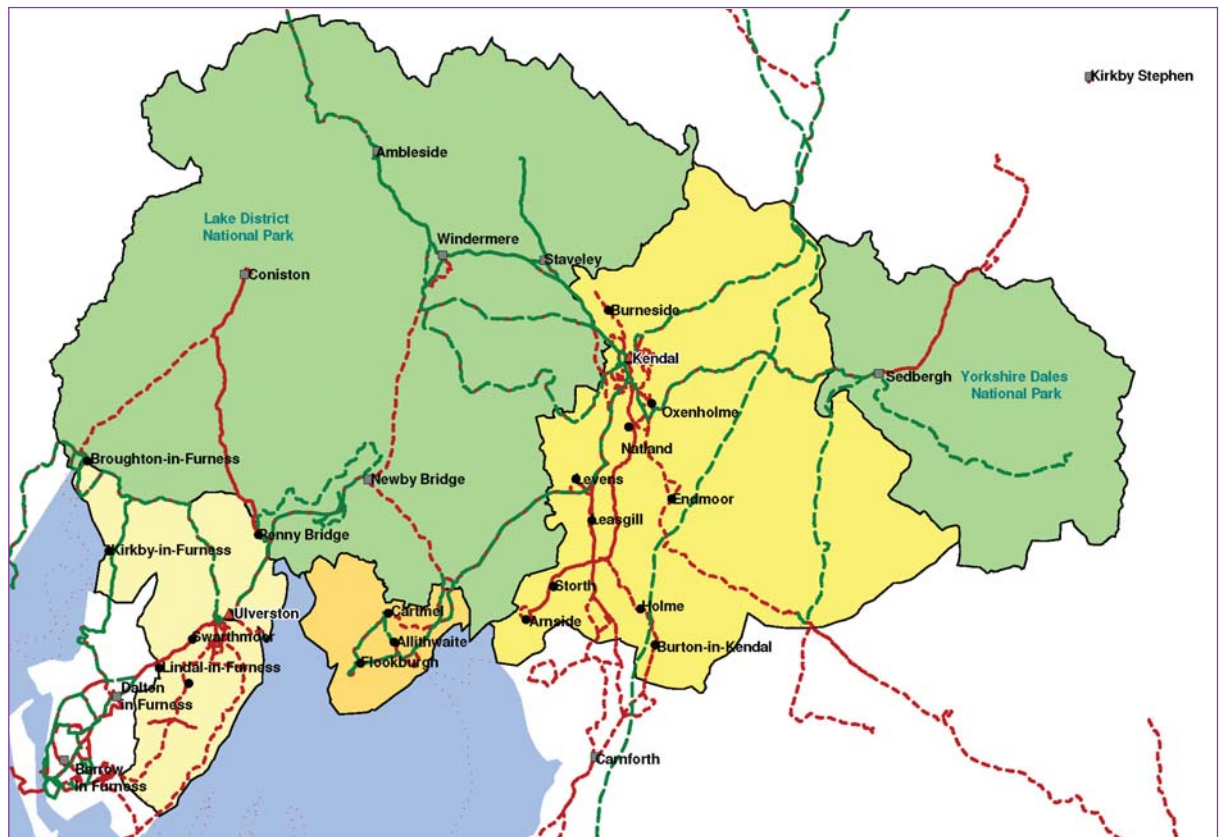 Kirkby Stephen
Ambleside
Lake District
National Park
Windermere
Staveley
Coniston
Burneside
Kendal
Sedbergh
Yorkshire Dales
National Park
Oxenholme
Natland
Broughton-in-Furness
Newby Bridge
Levens
Endmoor
Leasgill
Penny Bridge
Kirkby-in-Furness
Storth
Holme
Ulverston
Cartmel
Arnside
Swarthmoor
Allithwaite
Burton-in-Kendal
Lindal-in-Furness
Flookburgh
Dalton
in Furness
Carnforth
Barrow
in Furness